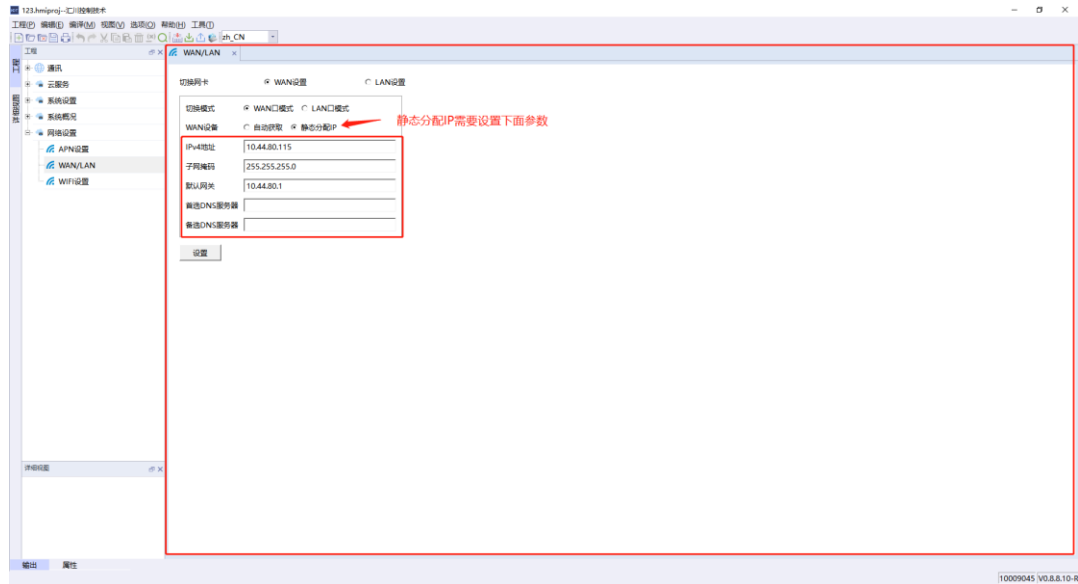 123.hmiproj--汇川控制技术
工程(P) 编辑(E) 编译(M) 视图(V) 选项(O) 帮助(H) 工具(T)
zh_CN
工程
WAN/LAN
工程
通讯
云服务
系统设置
系统概况
网络设置
APN设置
WAN/LAN
WIFI设置
切换网卡 WAN设置 LAN设置
切换模式 WAN口模式 LAN口模式
WAN设备 自动获取 静态分配IP
静态分配IP需要设置下面参数
IPv4地址 10.44.80.115
子网掩码 255.255.255.0
默认网关 10.44.80.1
首选DNS服务器
备选DNS服务器
设置
详细视图
输出 属性
10009045 V0.8.8.10-R